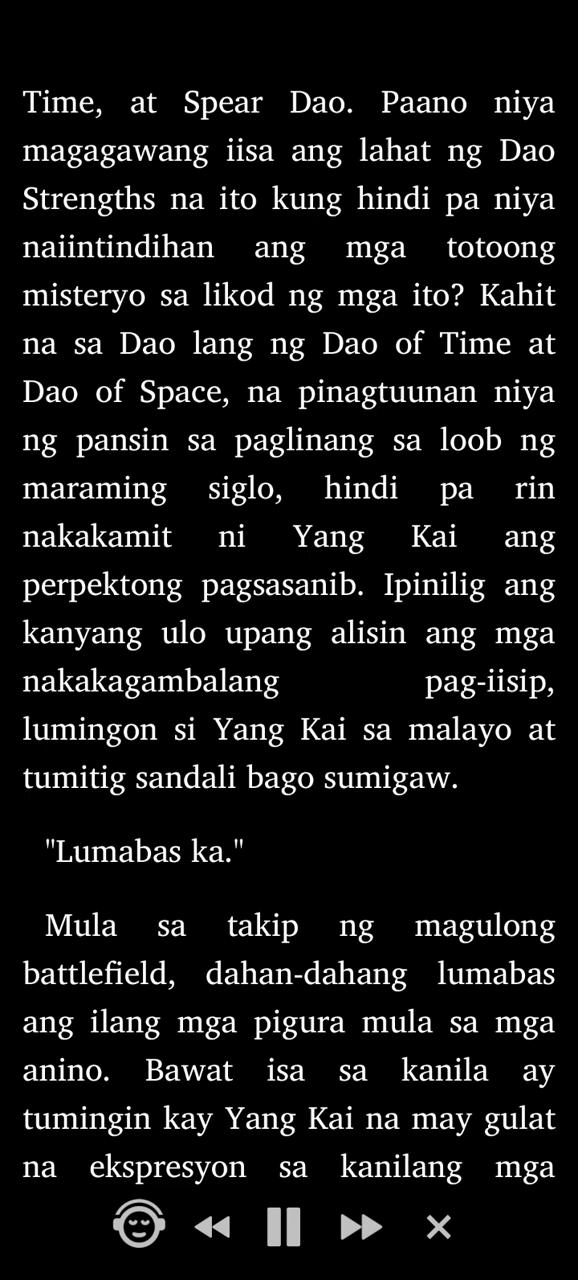 Time, at Spear Dao. Paano niya
magagawang iisa ang lahat ng Dao
Strengths na ito kung hindi pa niya
naiintindihan ang mga totoong
misteryo sa likod ng mga ito? Kahit
na sa Dao lang ng Dao of Time at
Dao of Space, na pinagtuunan niya
ng pansin sa paglinang sa loob ng
maraming siglo, hindi pa rin
nakakamit ni Yang Kai ang
perpektong pagsasanib. Ipinilig ang
kanyang ulo upang alisin ang mga
nakakagambalang pag-iisip,
lumingon si Yang Kai sa malayo at
tumitig sandali bago sumigaw.
"Lumabas ka."
Mula sa takip ng magulong
battlefield, dahan-dahang lumabas
ang ilang mga pigura mula sa mga
anino. Bawat isa sa kanila ay
tumingin kay Yang Kai na may gulat
na ekspresyon sa kanilang mga